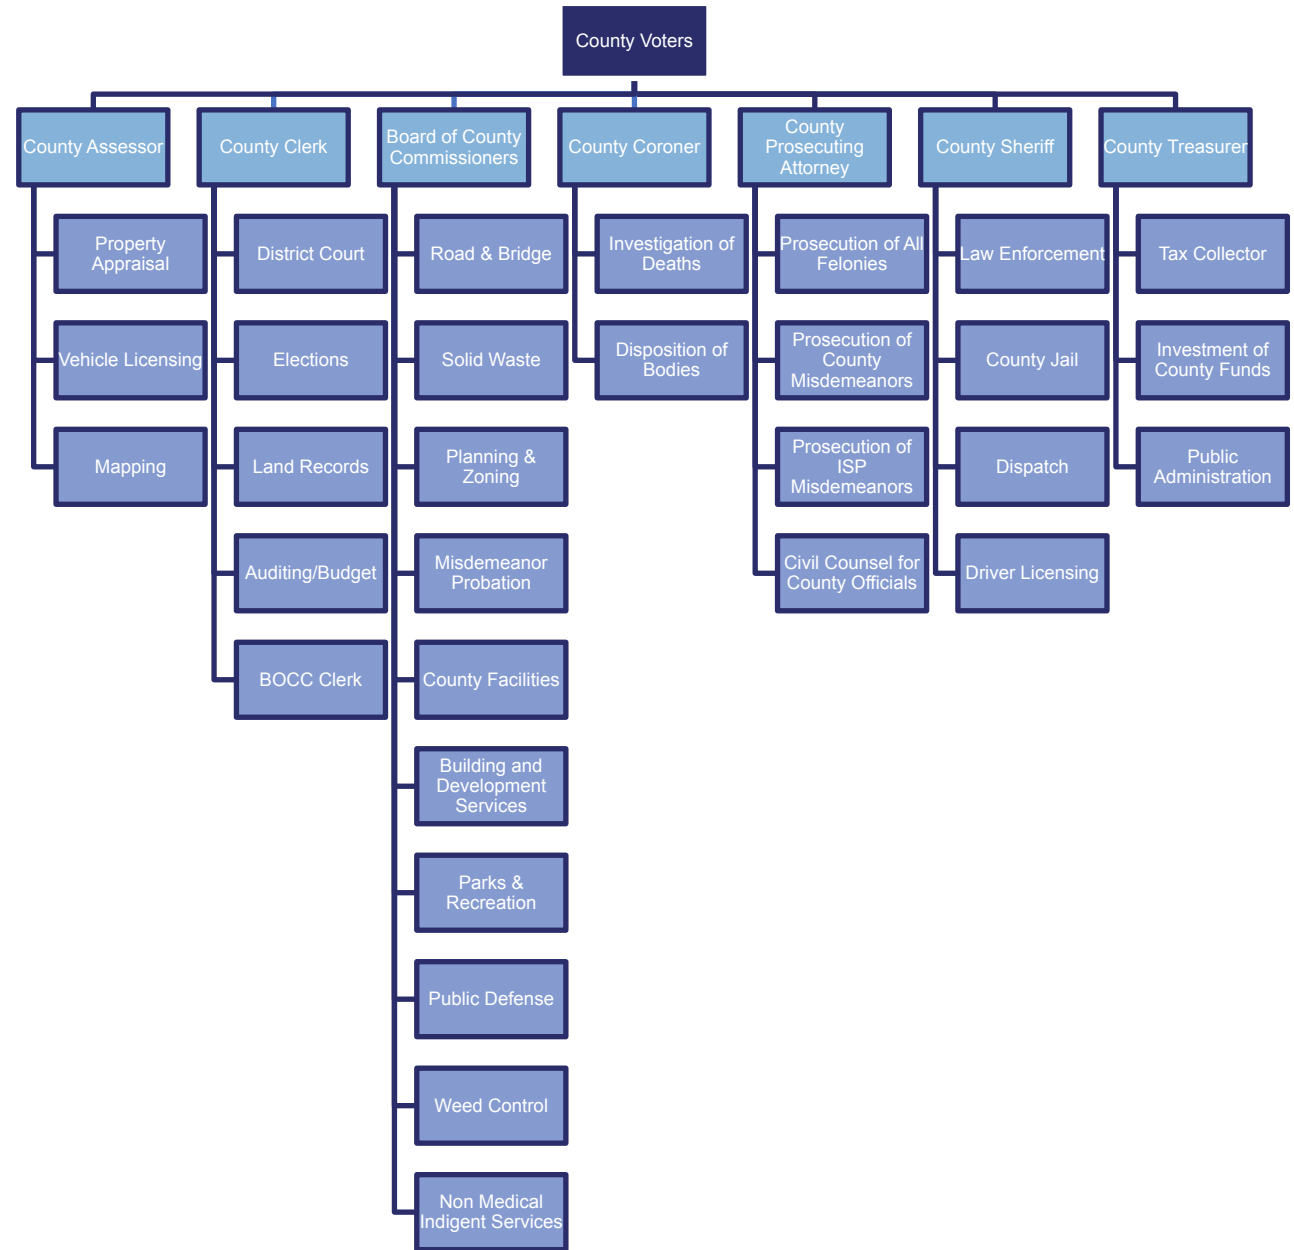 County Voters
County Assessor
County Clerk
Board of County
Commissioners
County Coroner
County
Prosecuting
Attorney
County Sheriff
County Treasurer
Property
Appraisal
Vehicle Licensing
Mapping
District Court
Elections
Land Records
Auditing/Budget
BOCC Clerk
Road & Bridge
Solid Waste
Planning &
Zoning
Misdemeanor
Probation
County Facilities
Building and
Development
Services
Parks &
Recreation
Public Defense
Weed Control
Non Medical
Indigent Services
Investigation of
Deaths
Disposition of
Bodies
Prosecution of All
Felonies
Prosecution of
County
Misdemeanors
Prosecution of
ISP
Misdemeanors
Civil Counsel for
County Officials
Law Enforcement
County Jail
Dispatch
Driver Licensing
Tax Collector
Investment of
County Funds
Public
Administration